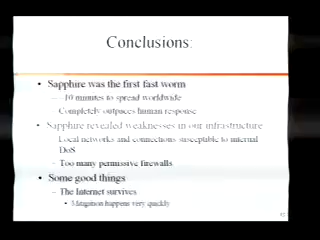 Conclusions:
• Sapphire was the first fast worm
– 10 minutes to spread worldwide
– Completely outpaces human response
• Sapphire revealed weaknesses in our infrastructure
– Local networks and connections susceptible to internal
DoS
– Too many permissive firewalls
• Some good things
– The Internet survives
• Mitigation happens very quickly